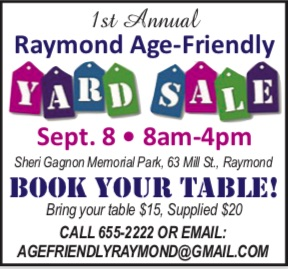 1st Annual
Raymond Age-Friendly
YARD SALE
Sept. 8 • 8am-4pm
Sheri Gagnon Memorial Park, 63 Mill St., Raymond
BOOK YOUR TABLE!
Bring your table $15, Supplied $20
CALL 655-2222 OR EMAIL:
AGEFRIENDLYRAYMOND@GMAIL.COM